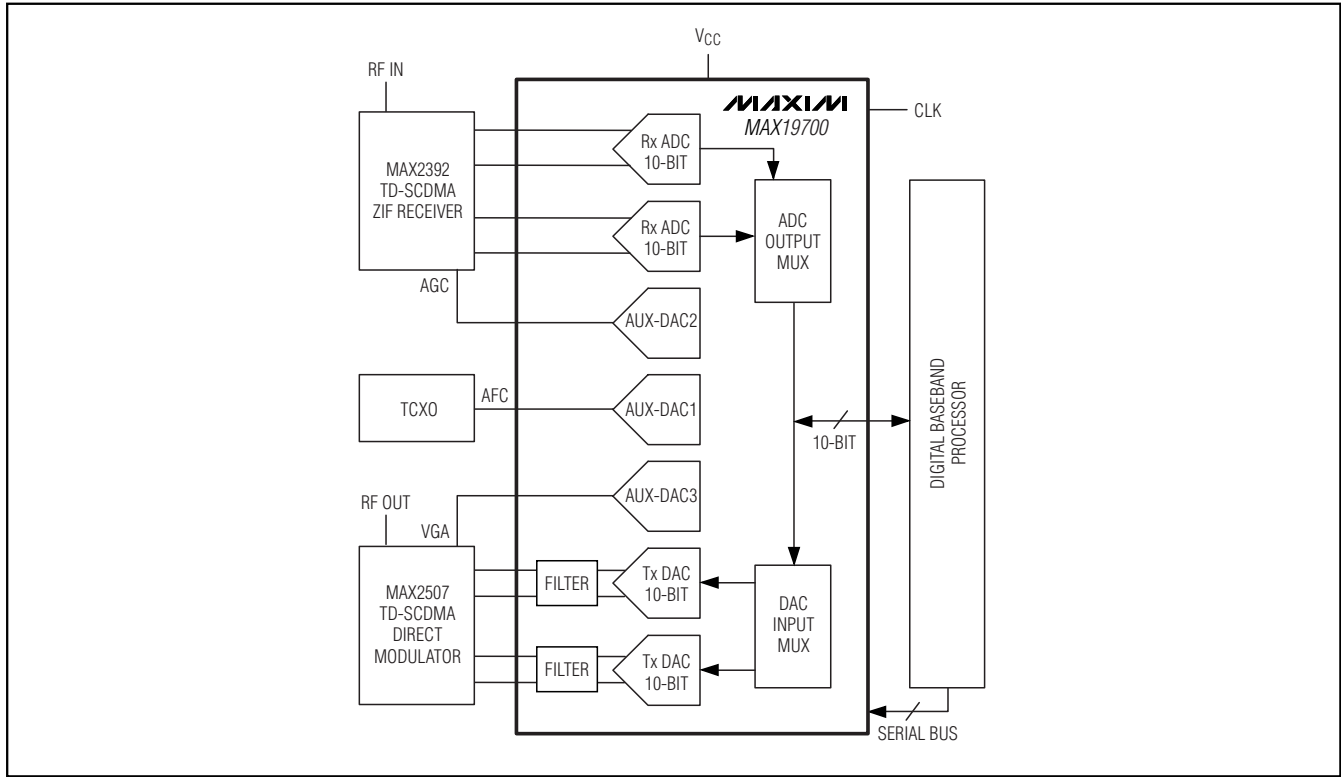 VCC
RF IN
MAXIM
MAX19700
CLK
MAX2392
TD-SCDMA
ZIF RECEIVER
Rx ADC
10-BIT
Rx ADC
10-BIT
ADC
OUTPUT
MUX
AGC
AUX-DAC2
TCXO
AFC
AUX-DAC1
10-BIT
DIGITAL BASEBAND
PROCESSOR
AUX-DAC3
RF OUT
VGA
MAX2507
TD-SCDMA
DIRECT
MODULATOR
FILTER
Tx DAC
10-BIT
FILTER
Tx DAC
10-BIT
DAC
INPUT
MUX
SERIAL BUS